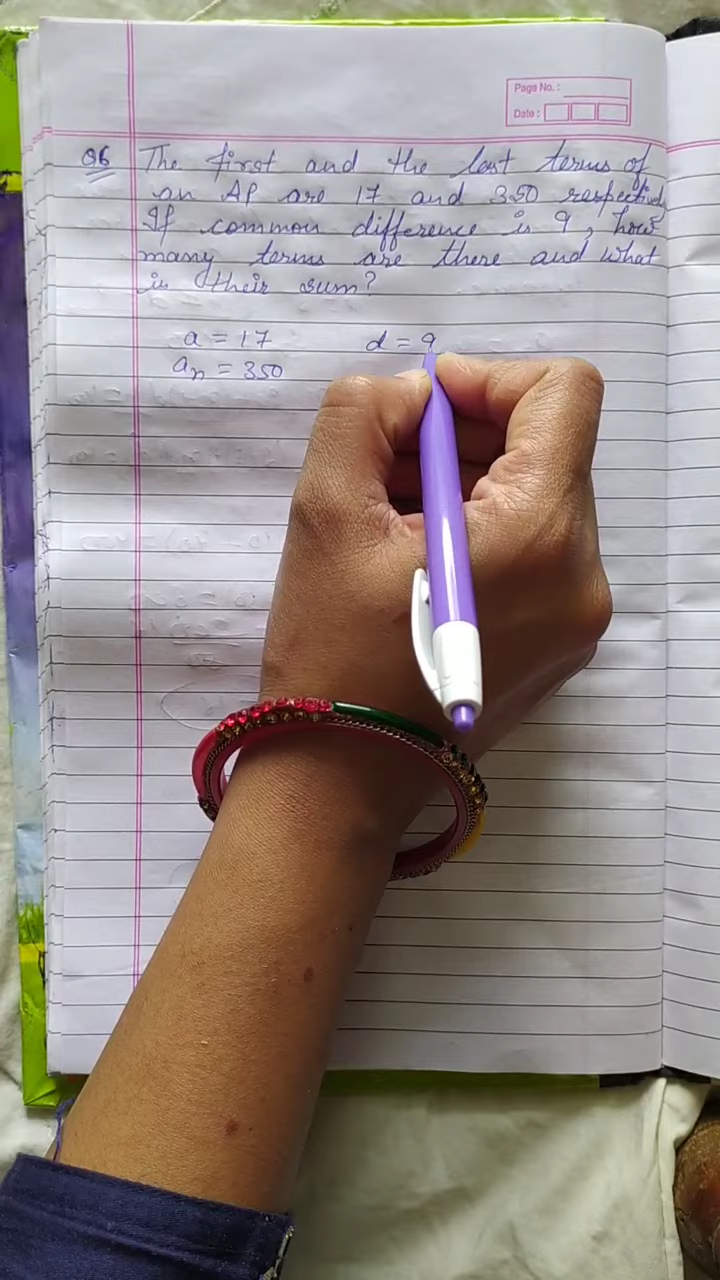 Page No.:
Date:
Q6 The first and the last terms of
an AP are 17 and 350 respectively
If common difference is 9, how
many terms are there and what
is their sum?
a = 17 d = 9
aₙ = 350